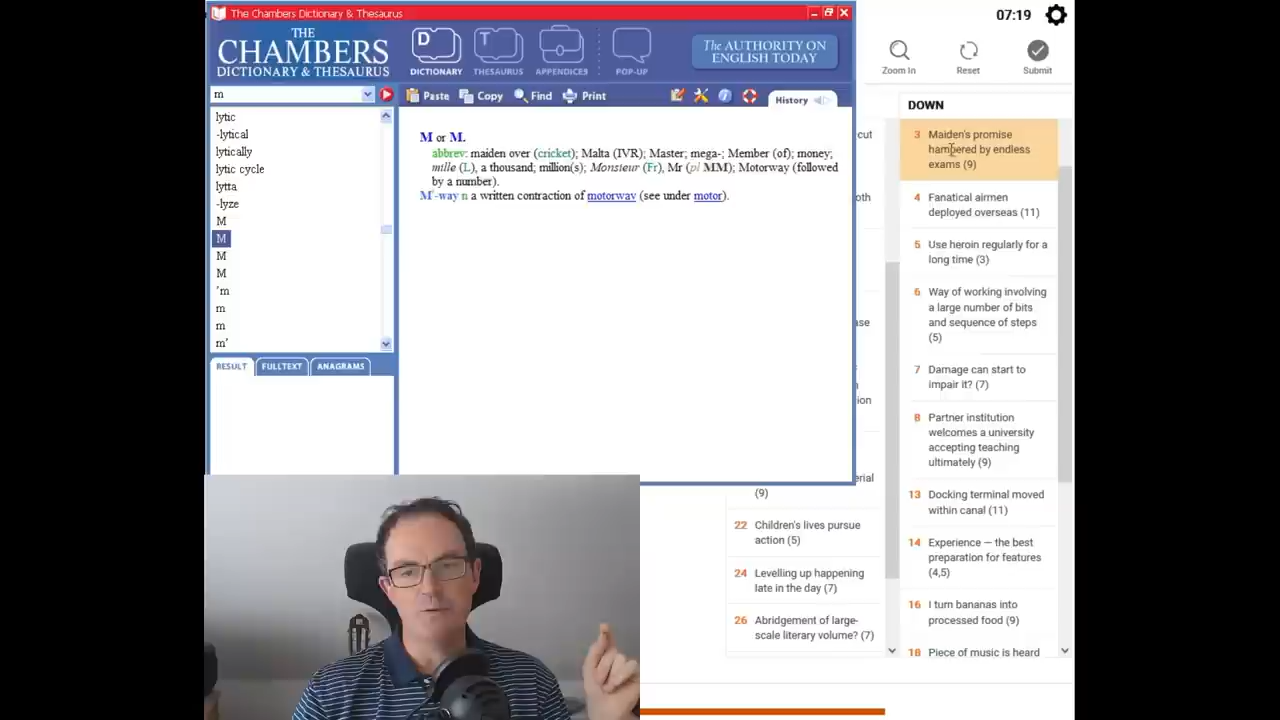 The Chambers Dictionary & Thesaurus
THE
CHAMBERS
DICTIONARY & THESAURUS
D
DICTIONARY
T
THESAURUS
APPENDICES
POP-UP
The AUTHORITY ON
ENGLISH TODAY
m
Paste
Copy
Find
Print
History
lytic
-lytical
lytically
lytic cycle
lytta
-lyze
M
M
M
M
'm
m
m
m'
RESULT
FULLTEXT
ANAGRAMS
M or M.
abbrev: maiden over (cricket); Malta (IVR); Master; mega-; Member (of); money;
mille (L), a thousand; million(s); Monsieur (Fr), Mr (pl MM); Motorway (followed
by a number).
M'-way n a written contraction of motorway (see under motor).
07:19
Zoom In
Reset
Submit
DOWN
3 Maiden's promise
hampered by endless
exams (9)
4 Fanatical airmen
deployed overseas (11)
5 Use heroin regularly for a
long time (3)
6 Way of working involving
a large number of bits
and sequence of steps
(5)
7 Damage can start to
impair it? (7)
8 Partner institution
welcomes a university
accepting teaching
ultimately (9)
13 Docking terminal moved
within canal (11)
14 Experience — the best
preparation for features
(4,5)
16 I turn bananas into
processed food (9)
18 Piece of music is heard
cut
oth
ase
ion
erial
(9)
22 Children's lives pursue
action (5)
24 Levelling up happening
late in the day (7)
26 Abridgement of large-
scale literary volume? (7)